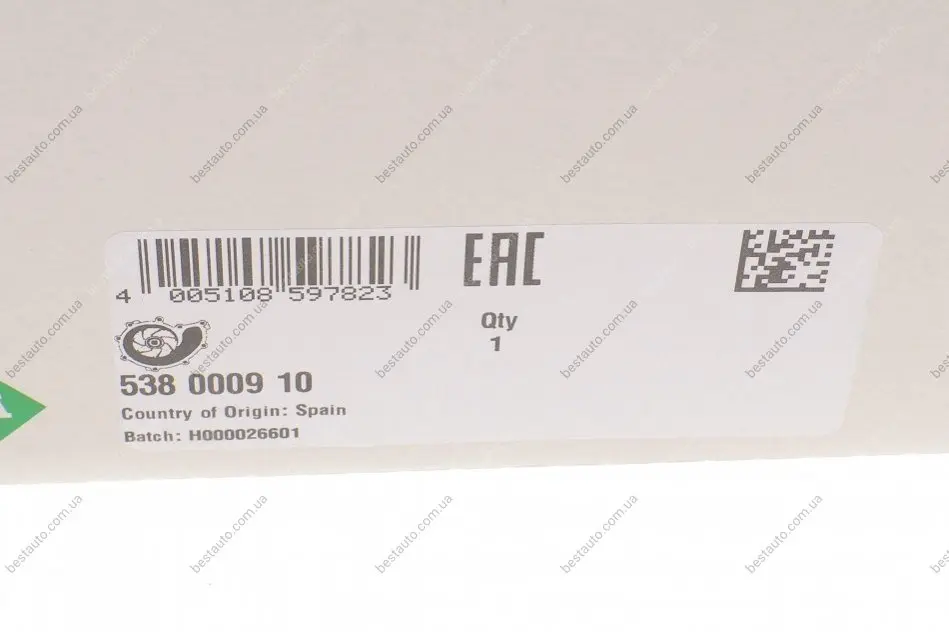 4 005108 597823
EAC
Qty
1
538 0009 10
Country of Origin: Spain
Batch: H000026601
bestauto.com.ua